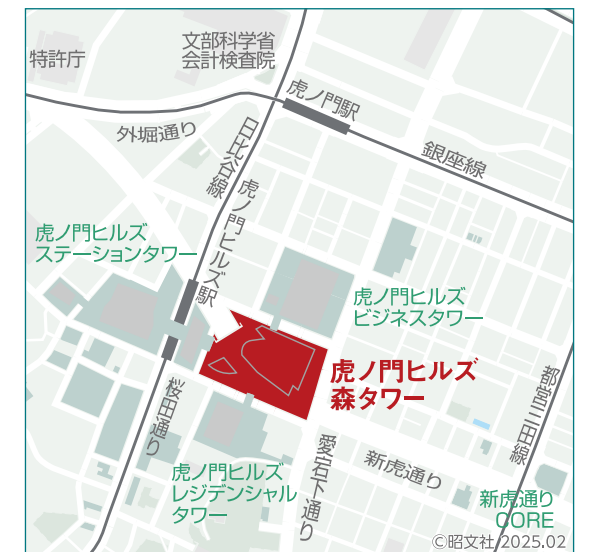 特許庁
文部科学省
会計検査院
虎ノ門駅
外堀通り
日比谷線
銀座線
虎ノ門ヒルズ駅
虎ノ門ヒルズ
ステーションタワー
虎ノ門ヒルズ
ビジネスタワー
虎ノ門ヒルズ
森タワー
都営三田線
桜田通り
愛宕下通り
新虎通り
虎ノ門ヒルズ
レジデンシャル
タワー
新虎通り
CORE
©昭文社 2025.02